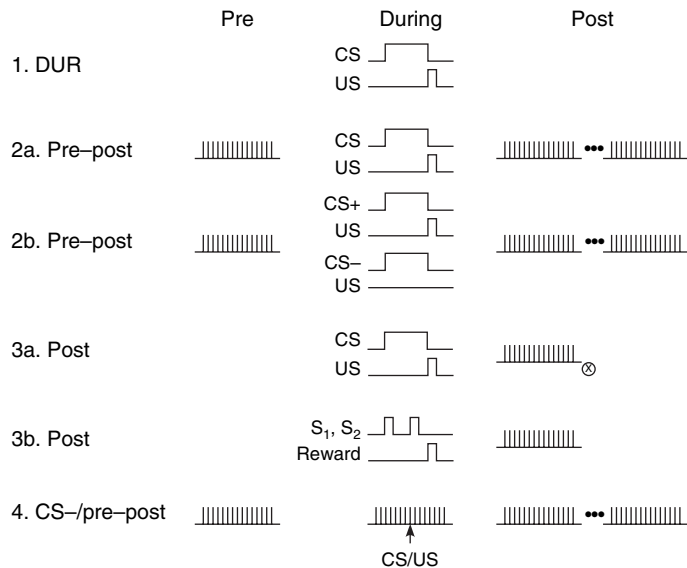 Pre During Post
1. DUR
CS
US
2a. Pre–post
CS
US
2b. Pre–post
CS+
US
CS–
US
3a. Post
CS
US
X
3b. Post
S1, S2
Reward
4. CS–/pre–post
CS/US